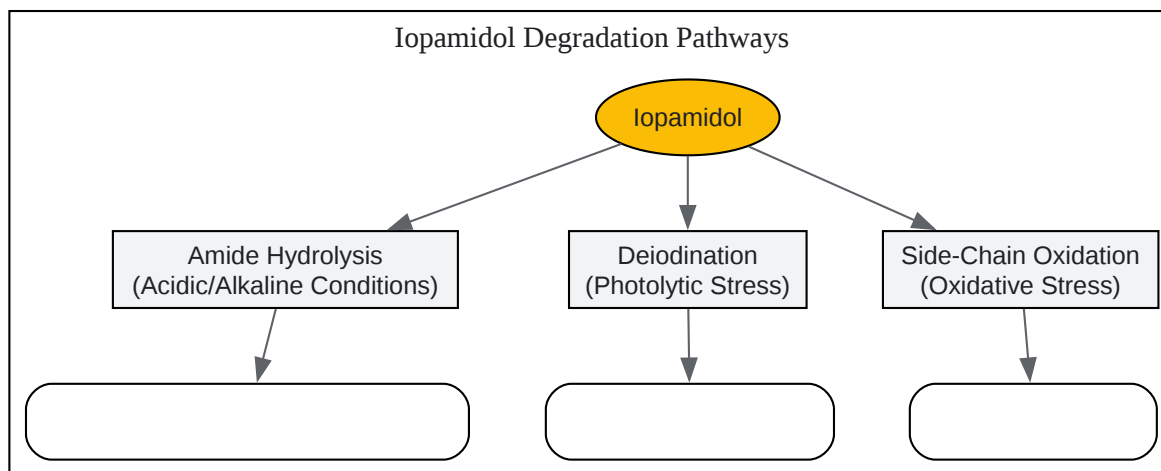 Iopamidol Degradation Pathways
Iopamidol
Amide Hydrolysis
(Acidic/Alkaline Conditions)
Deiodination
(Photolytic Stress)
Side-Chain Oxidation
(Oxidative Stress)